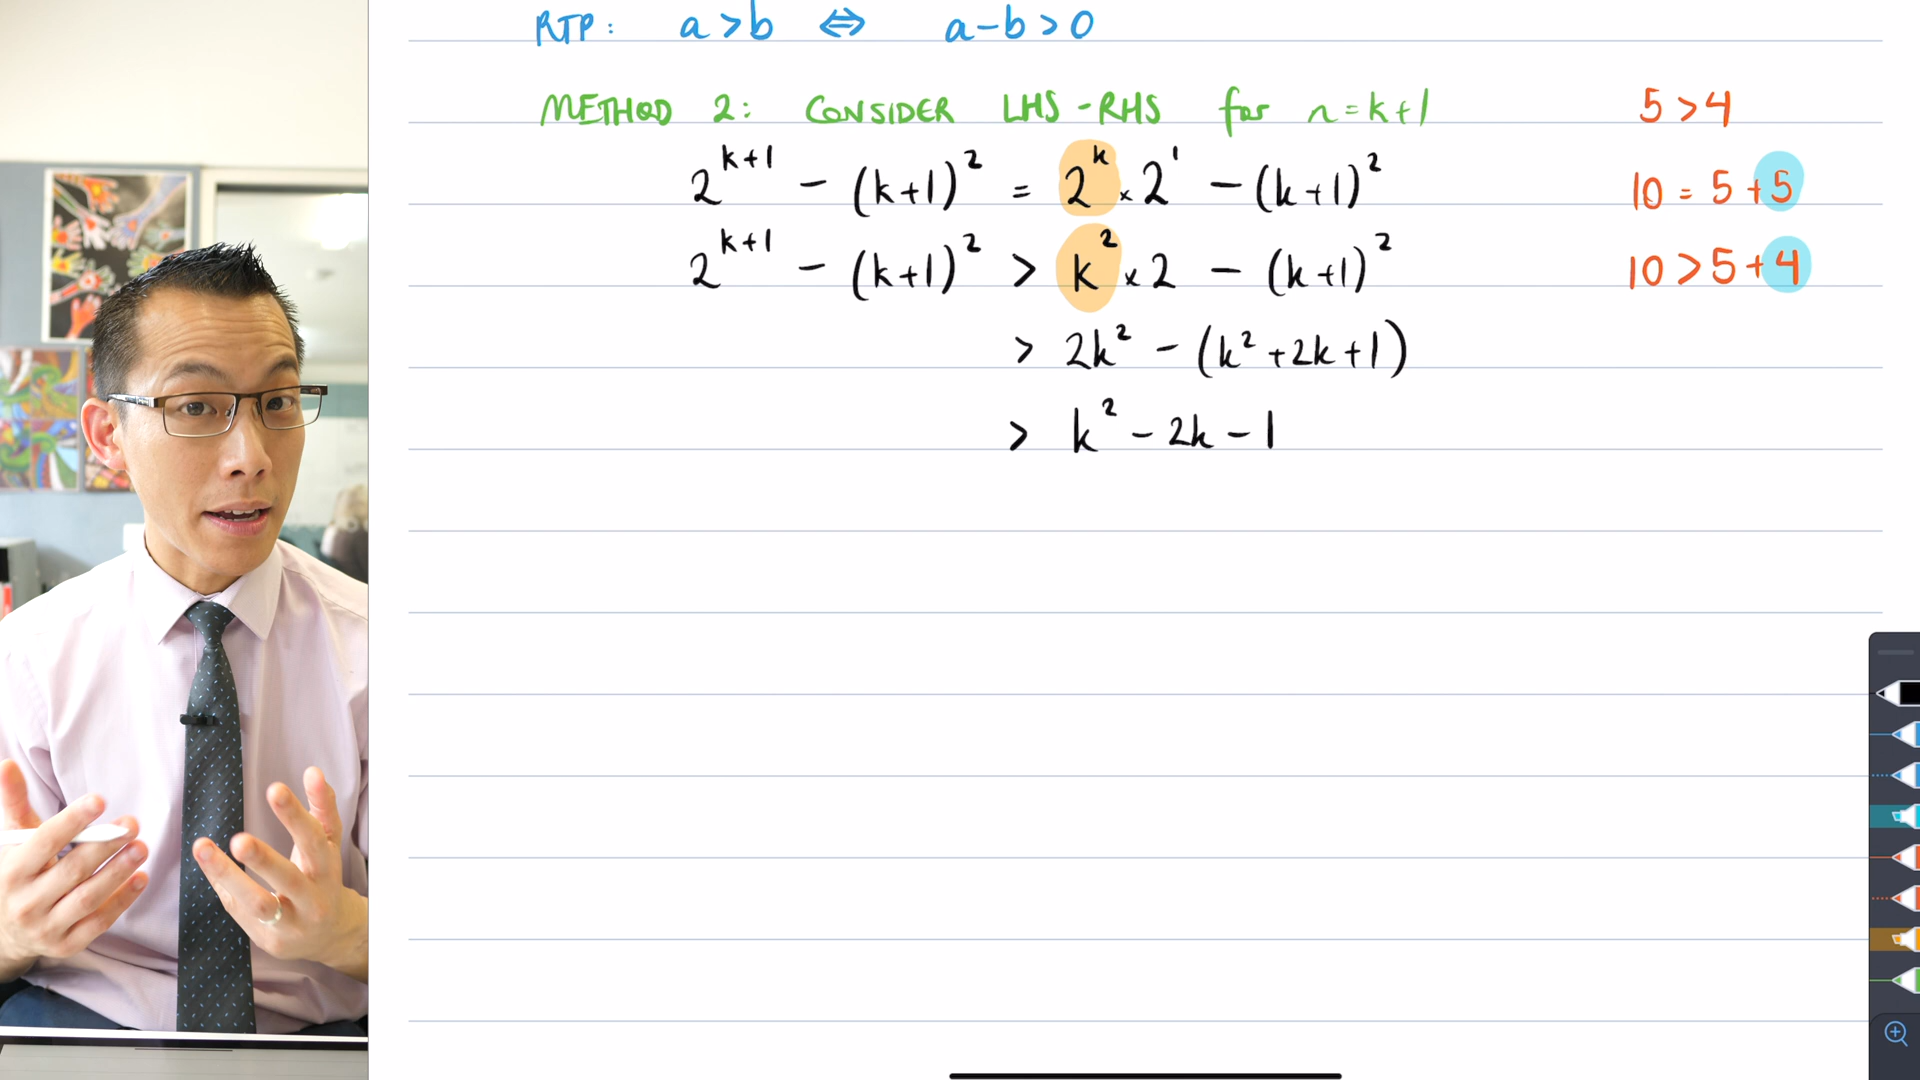 RTP: a > b ⇔ a-b > 0
METHOD 2: CONSIDER LHS - RHS for n = k+1
2^{k+1} - (k+1)^2 = 2^k × 2^1 - (k+1)^2
2^{k+1} - (k+1)^2 > k^2 × 2 - (k+1)^2
> 2k^2 - (k^2 + 2k + 1)
> k^2 - 2k - 1
5 > 4
10 = 5 + 5
10 > 5 + 4